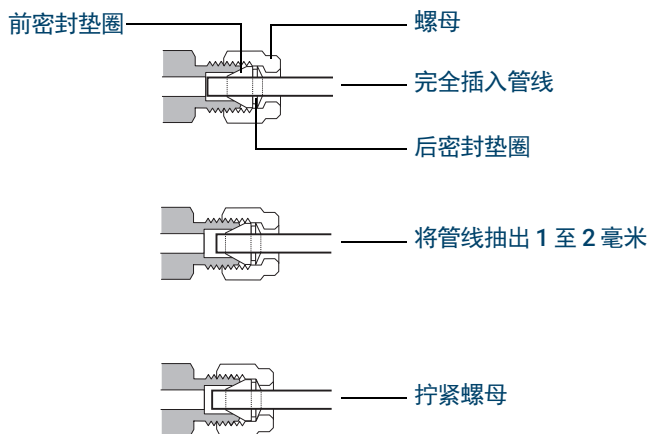 前密封垫圈
螺母
完全插入管线
后密封垫圈
将管线抽出 1 至 2 毫米
拧紧螺母